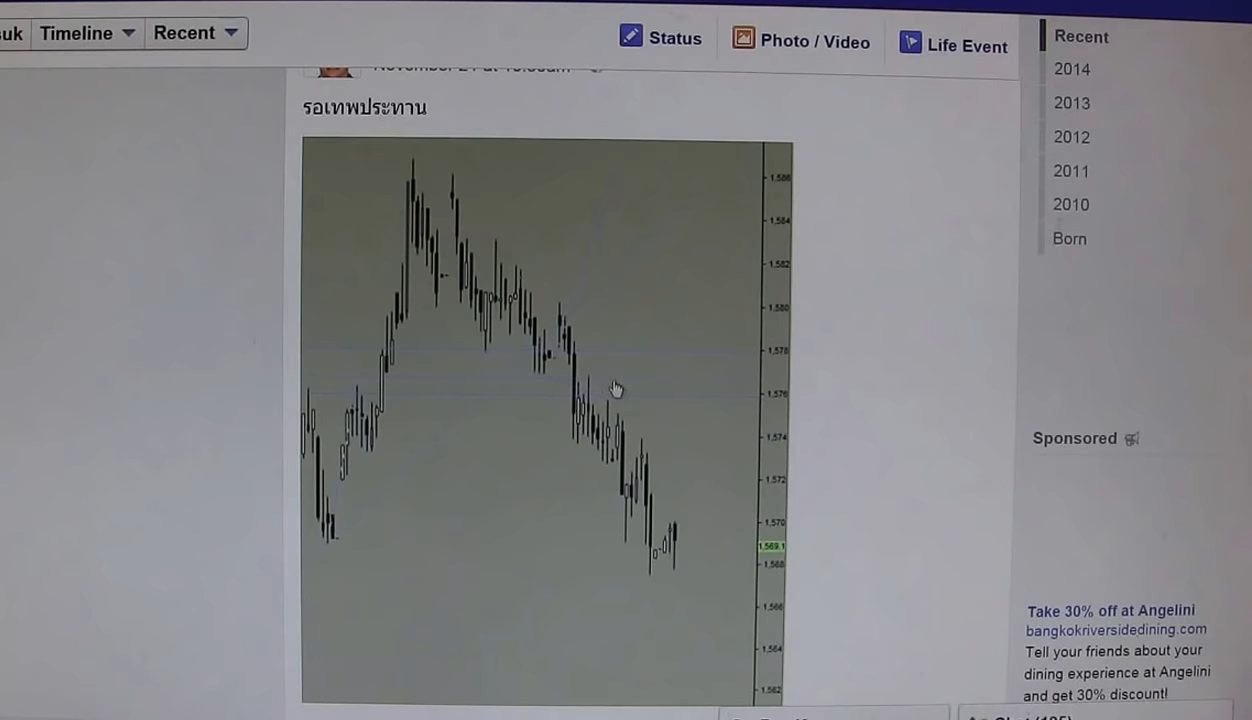 suk
Timeline
Recent
Status
Photo / Video
Life Event
รอเทพประทาน
1,586
1,584
1,582
1,580
1,578
1,576
1,574
1,572
1,570
1,569.1
1,568
1,566
1,564
1,562
Recent
2014
2013
2012
2011
2010
Born
Sponsored
Take 30% off at Angelini
bangkokriversidedining.com
Tell your friends about your
dining experience at Angelini
and get 30% discount!